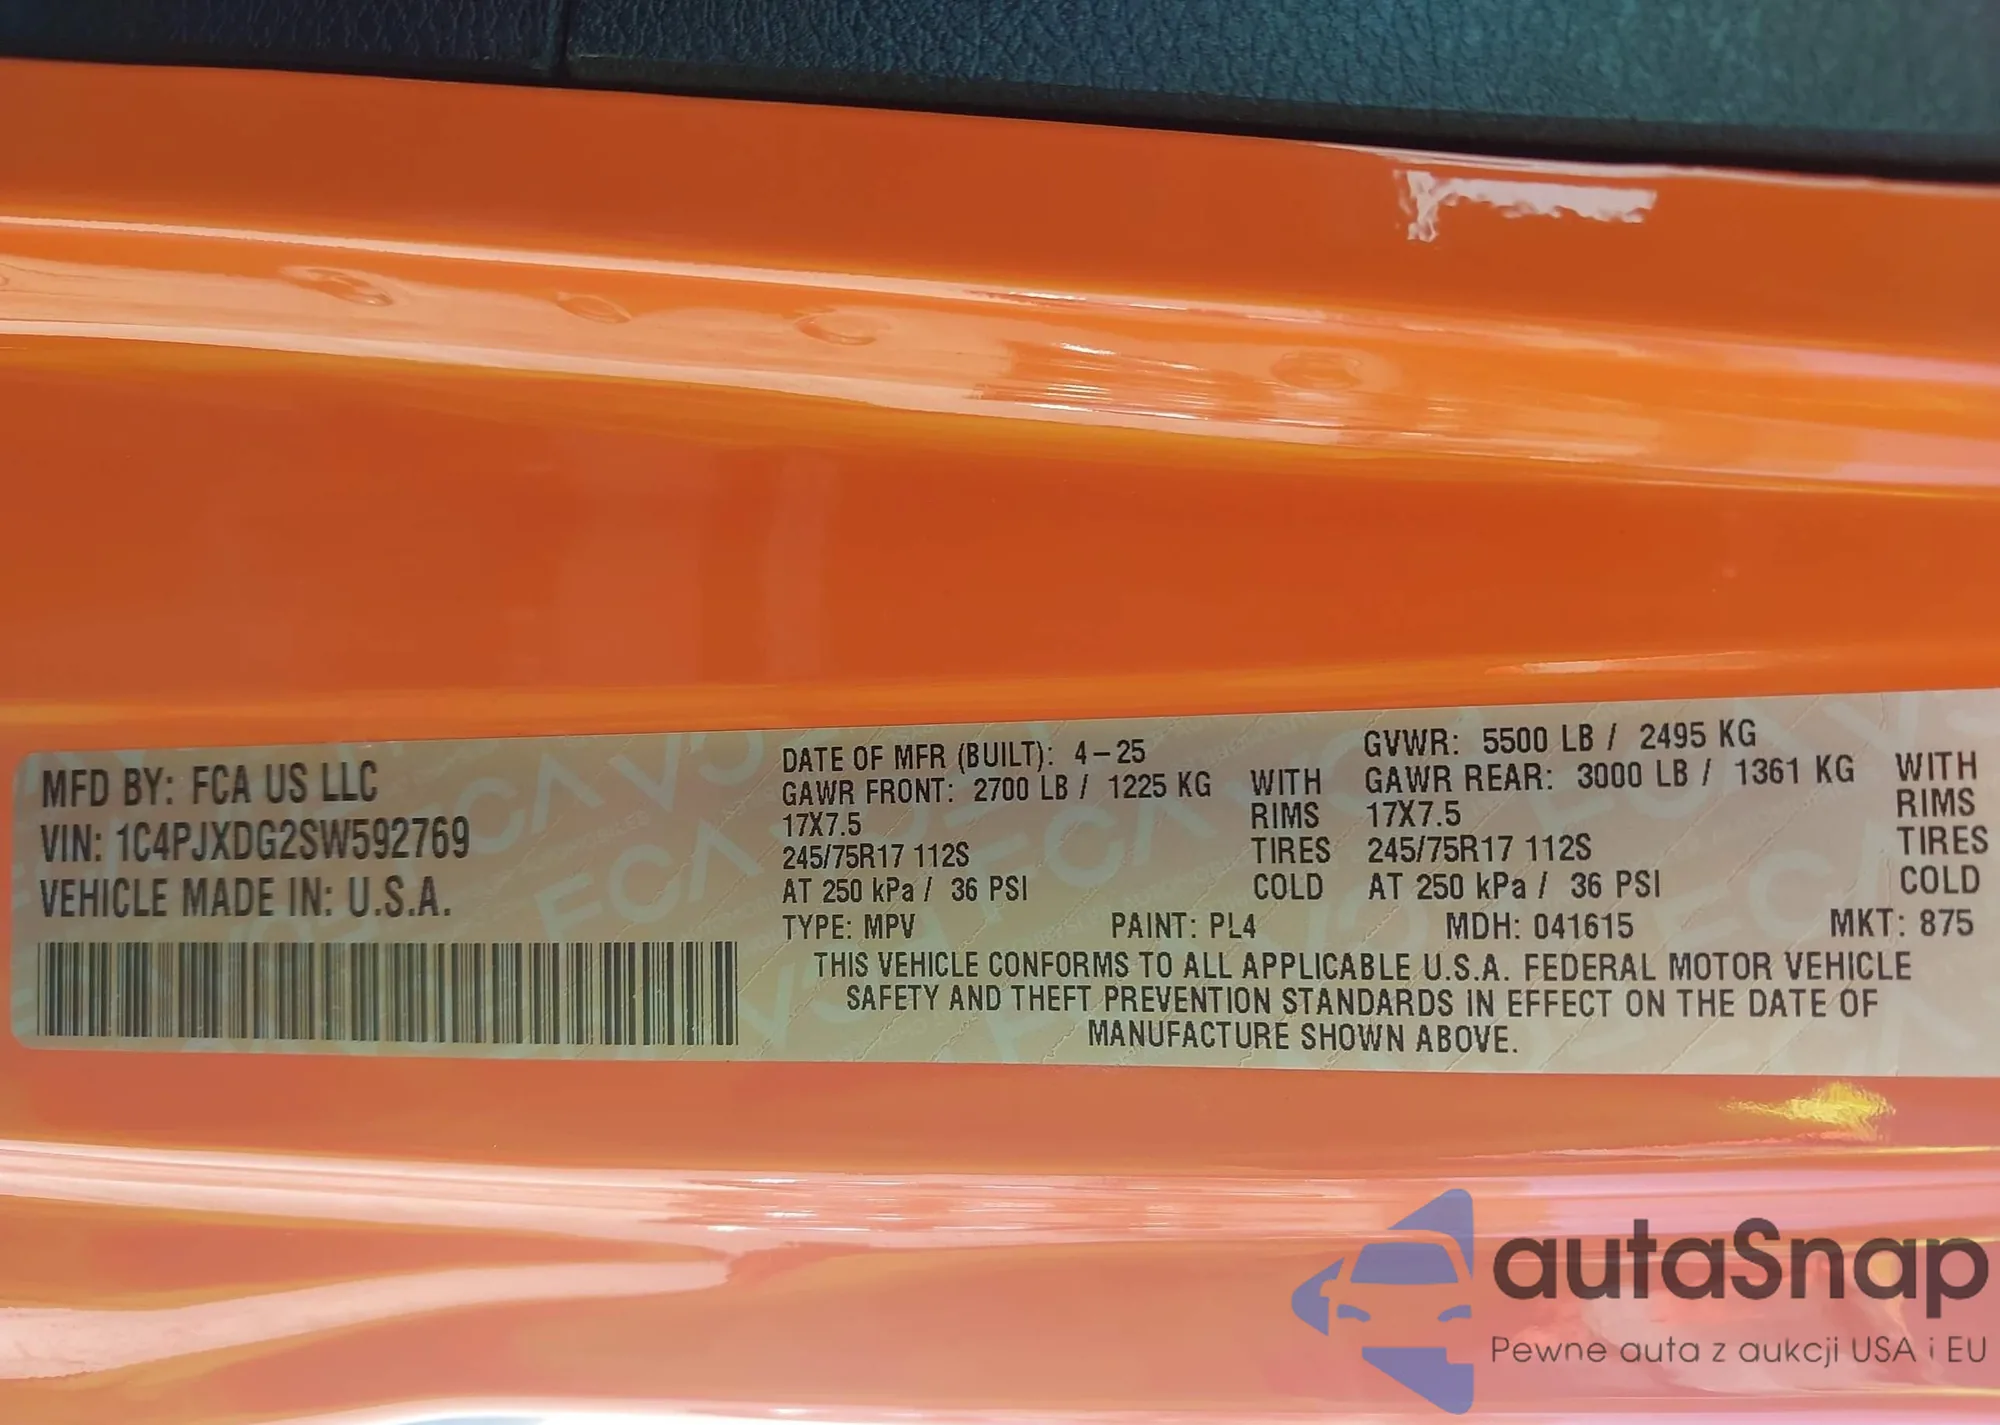 MFD BY: FCA US LLC
VIN: 1C4PJXDG2SW592769
VEHICLE MADE IN: U.S.A.
DATE OF MFR (BUILT): 4-25
GVWR: 5500 LB / 2495 KG
GAWR FRONT: 2700 LB / 1225 KG WITH
GAWR REAR: 3000 LB / 1361 KG WITH
17X7.5 RIMS
17X7.5 RIMS
245/75R17 112S TIRES
245/75R17 112S TIRES
AT 250 kPa / 36 PSI COLD
AT 250 kPa / 36 PSI COLD
TYPE: MPV PAINT: PL4 MDH: 041615 MKT: 875
THIS VEHICLE CONFORMS TO ALL APPLICABLE U.S.A. FEDERAL MOTOR VEHICLE
SAFETY AND THEFT PREVENTION STANDARDS IN EFFECT ON THE DATE OF
MANUFACTURE SHOWN ABOVE.
autaSnap
Pewne auta z aukcji USA i EU